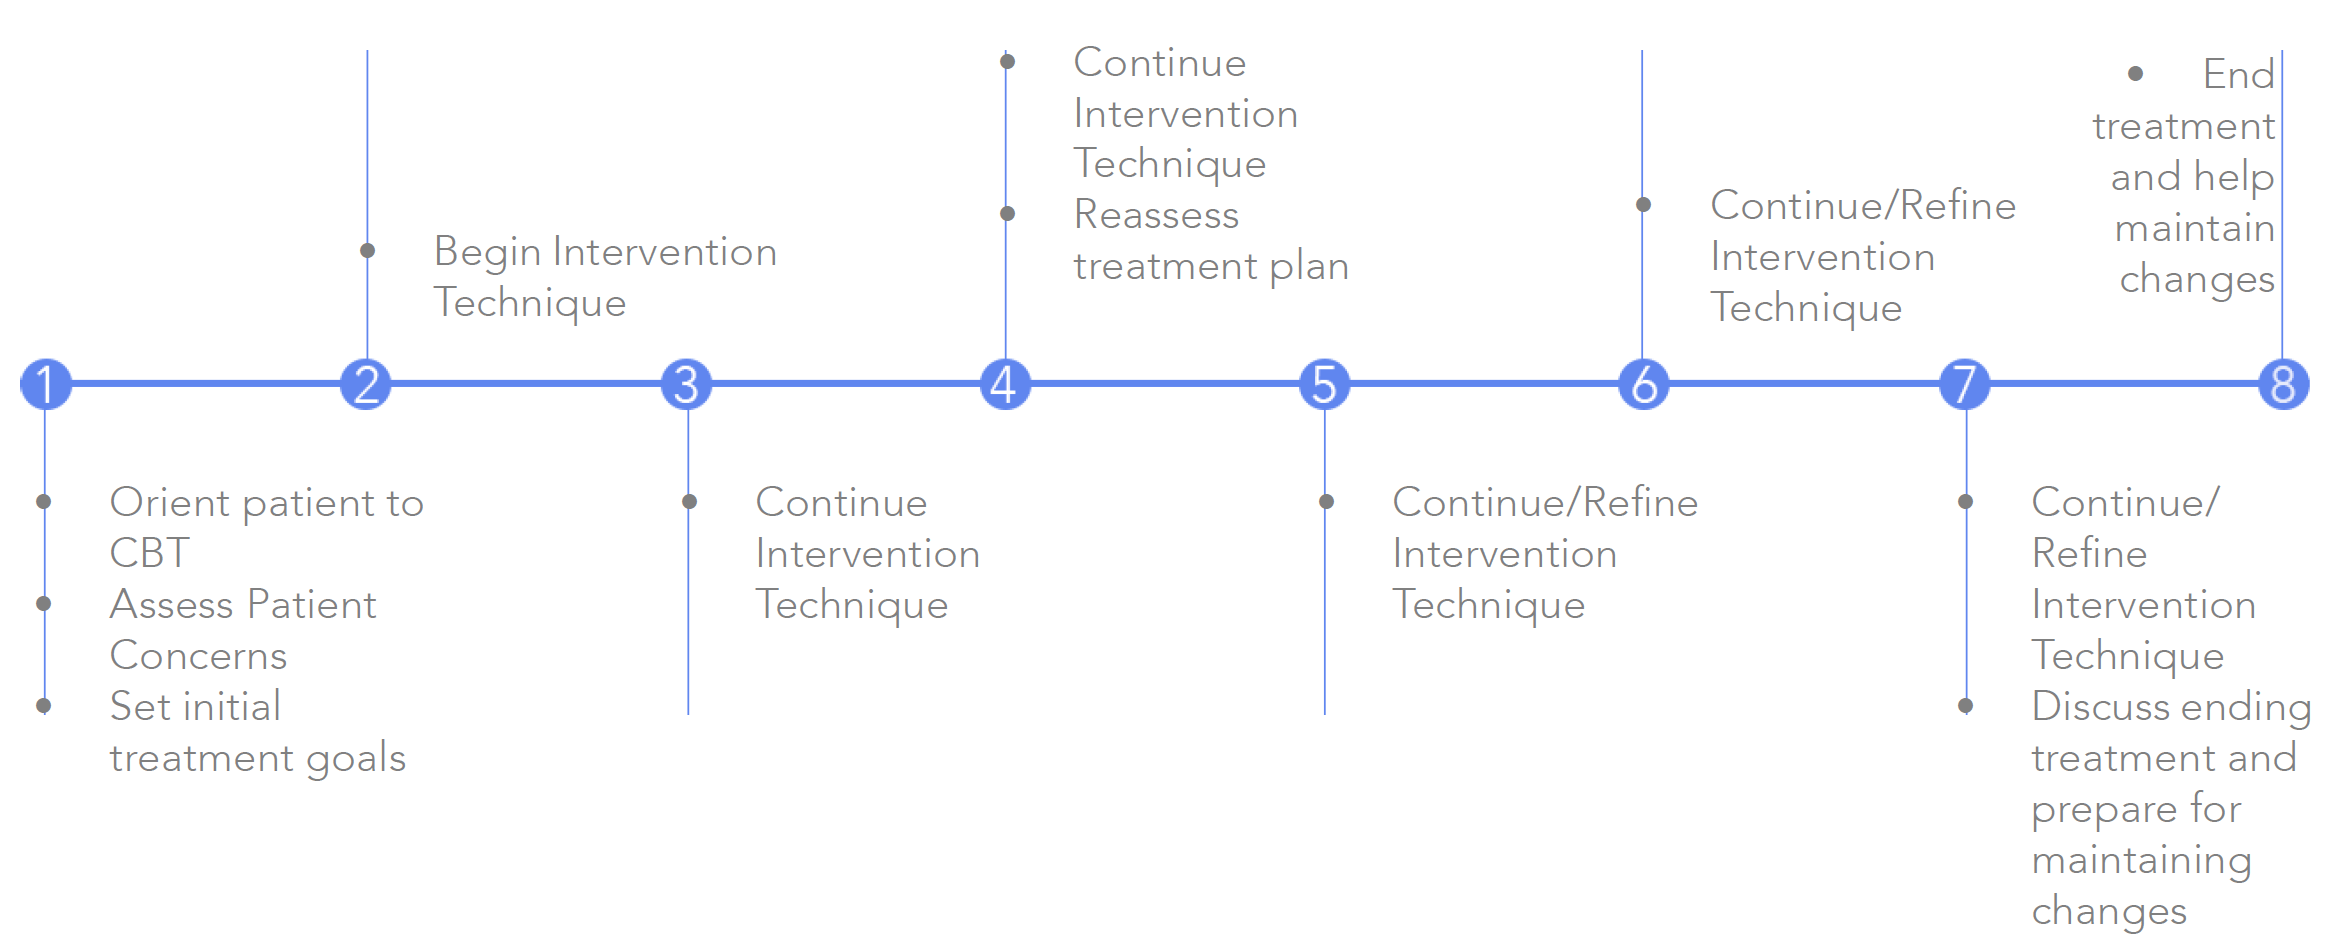 Continue
Intervention
Technique
• Reassess
treatment plan
• End
treatment
and help
maintain
changes
• Begin Intervention
Technique
• Continue/Refine
Intervention
Technique
1 2 3 4 5 6 7 8
• Orient patient to
CBT
• Assess Patient
Concerns
• Set initial
treatment goals
• Continue
Intervention
Technique
• Continue/Refine
Intervention
Technique
• Continue/
Refine
Intervention
Technique
• Discuss ending
treatment and
prepare for
maintaining
changes